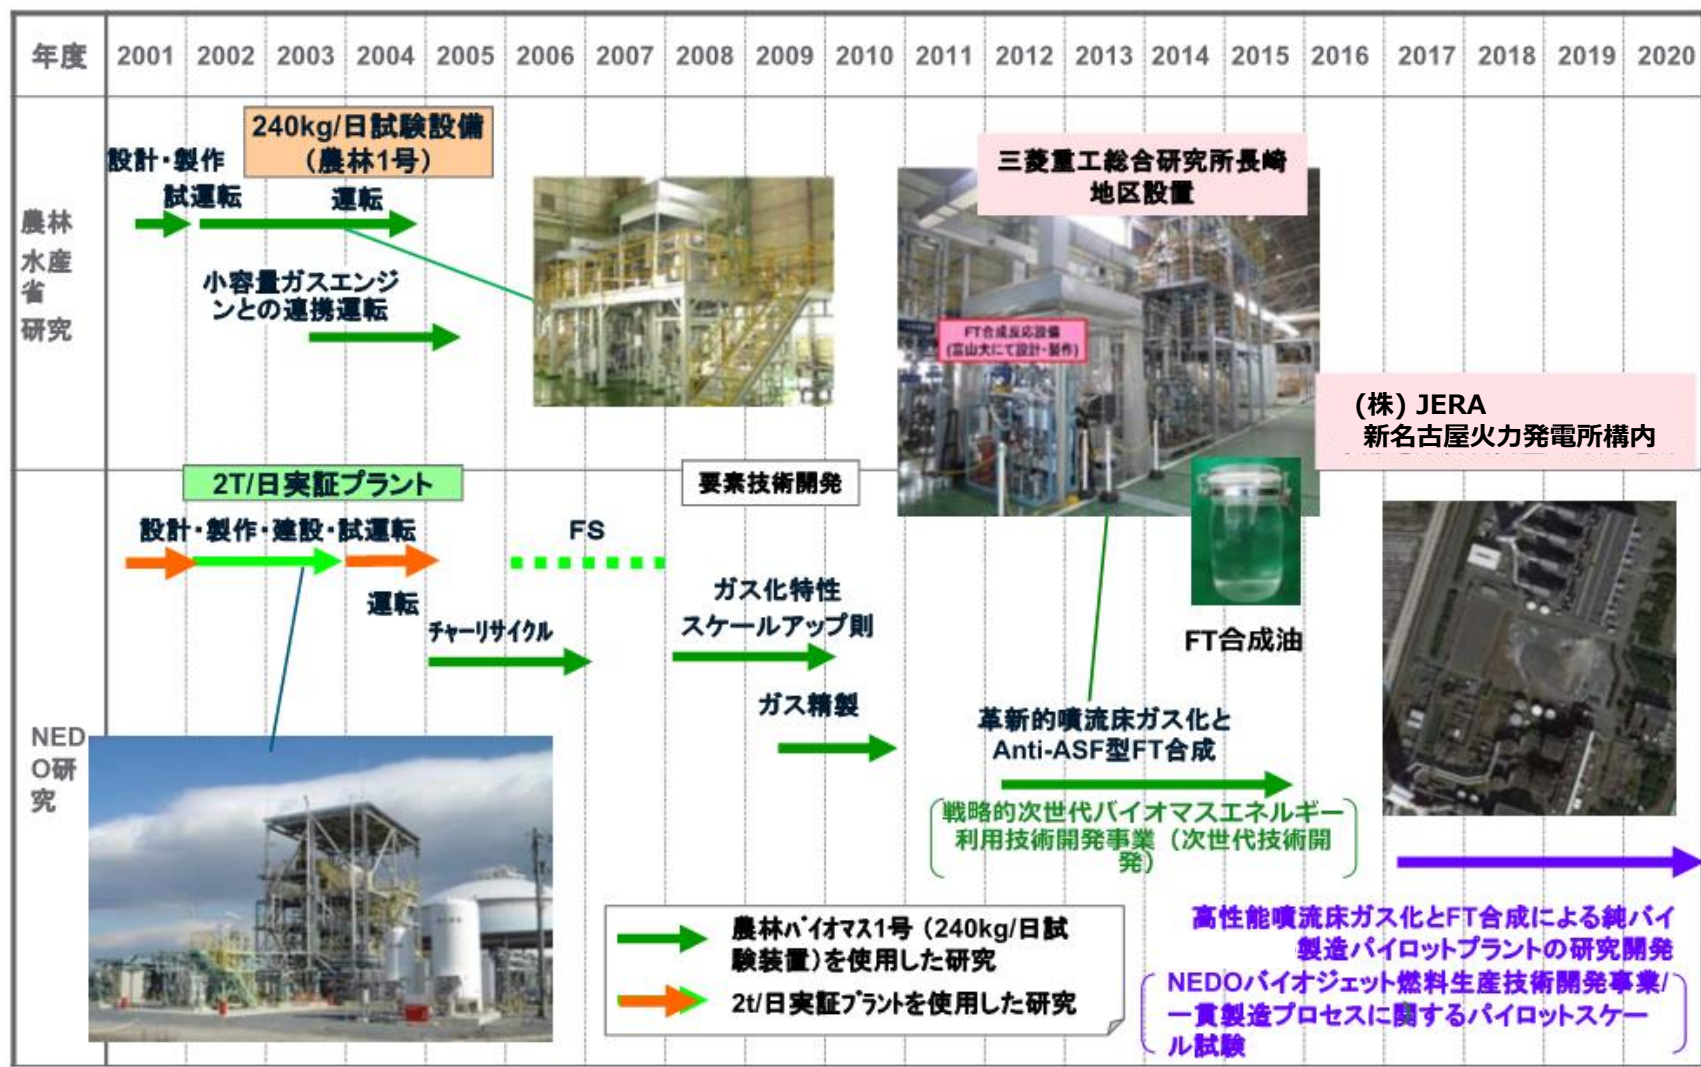 年度 2001 2002 2003 2004 2005 2006 2007 2008 2009 2010 2011 2012 2013 2014 2015 2016 2017 2018 2019 2020
農林
水産
省
研究
設計・製作
試運転
240kg/日試験設備
（農林1号）
運転
小容量ガスエンジ
ンとの連携運転
三菱重工総合研究所長崎
地区設置
FT合成反応設備
(富山大にて設計・製作)
(株) JERA
新名古屋火力発電所構内
NED
O研
究
2T/日実証プラント
設計・製作・建設・試運転
運転
FS
チャーリサイクル
要素技術開発
ガス化特性
スケールアップ則
ガス精製
FT合成油
革新的噴流床ガス化と
Anti-ASF型FT合成
戦略的次世代バイオマスエネルギー
利用技術開発事業（次世代技術開
発）
高性能噴流床ガス化とFT合成による純バイ
製造パイロットプラントの研究開発
NEDOバイオジェット燃料生産技術開発事業/
一貫製造プロセスに関するパイロットスケー
ル試験
農林バイオマス1号（240kg/日試
験装置）を使用した研究
2t/日実証プラントを使用した研究